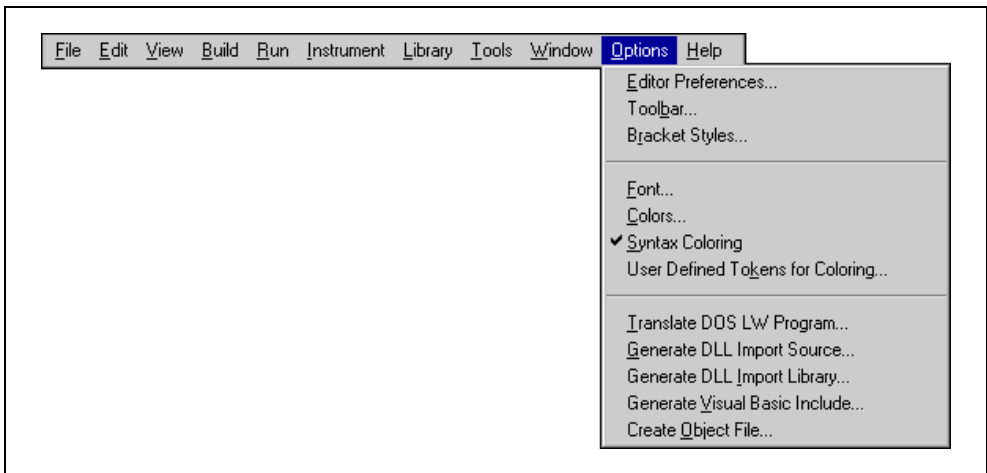 File Edit View Build Run Instrument Library Tools Window Options Help
Editor Preferences...
Toolbar...
Bracket Styles...
Font...
Colors...
Syntax Coloring
User Defined Tokens for Coloring...
Translate DOS LW Program...
Generate DLL Import Source...
Generate DLL Import Library...
Generate Visual Basic Include...
Create Object File...